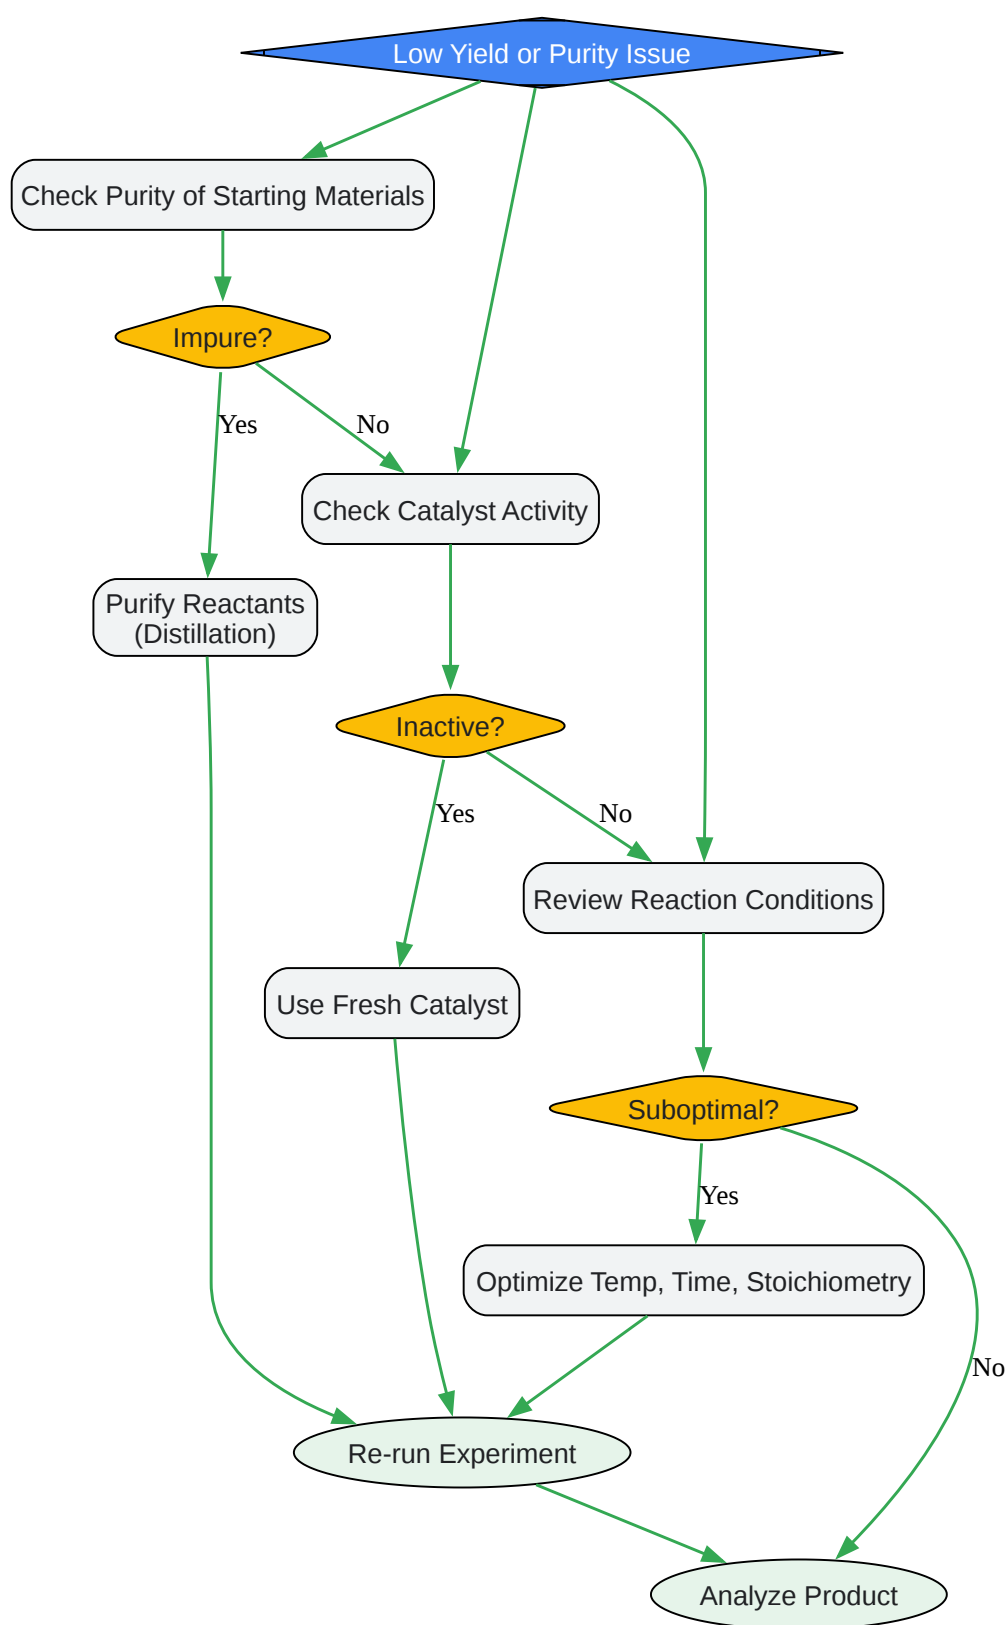 Low Yield or Purity Issue
Check Purity of Starting Materials
Impure?
Yes
No
Check Catalyst Activity
Purify Reactants
(Distillation)
Inactive?
Yes
No
Review Reaction Conditions
Use Fresh Catalyst
Suboptimal?
Yes
Optimize Temp, Time, Stoichiometry
No
Re-run Experiment
Analyze Product